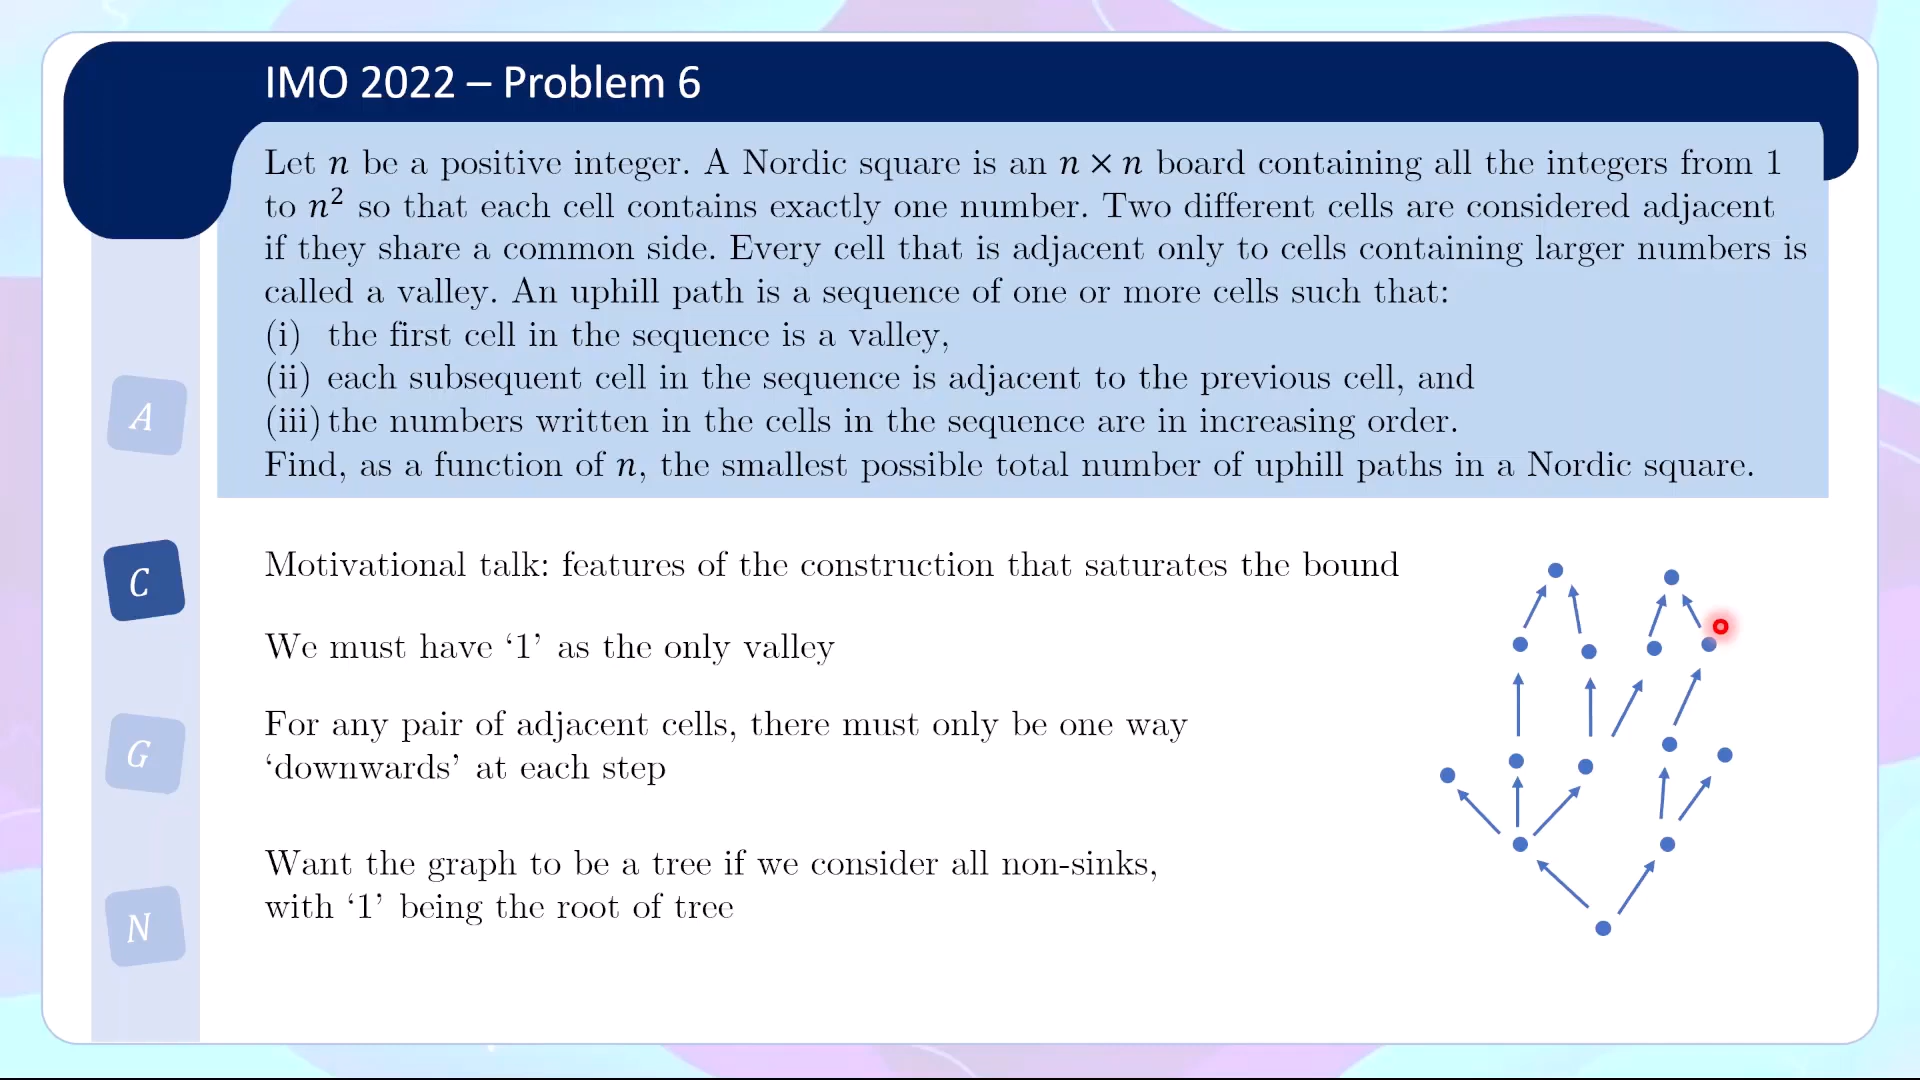 IMO 2022 – Problem 6
Let n be a positive integer. A Nordic square is an n × n board containing all the integers from 1
to n² so that each cell contains exactly one number. Two different cells are considered adjacent
if they share a common side. Every cell that is adjacent only to cells containing larger numbers is
called a valley. An uphill path is a sequence of one or more cells such that:
(i) the first cell in the sequence is a valley,
(ii) each subsequent cell in the sequence is adjacent to the previous cell, and
(iii) the numbers written in the cells in the sequence are in increasing order.
Find, as a function of n, the smallest possible total number of uphill paths in a Nordic square.
A
C
G
N
Motivational talk: features of the construction that saturates the bound
We must have ‘1’ as the only valley
For any pair of adjacent cells, there must only be one way
‘downwards’ at each step
Want the graph to be a tree if we consider all non-sinks,
with ‘1’ being the root of tree